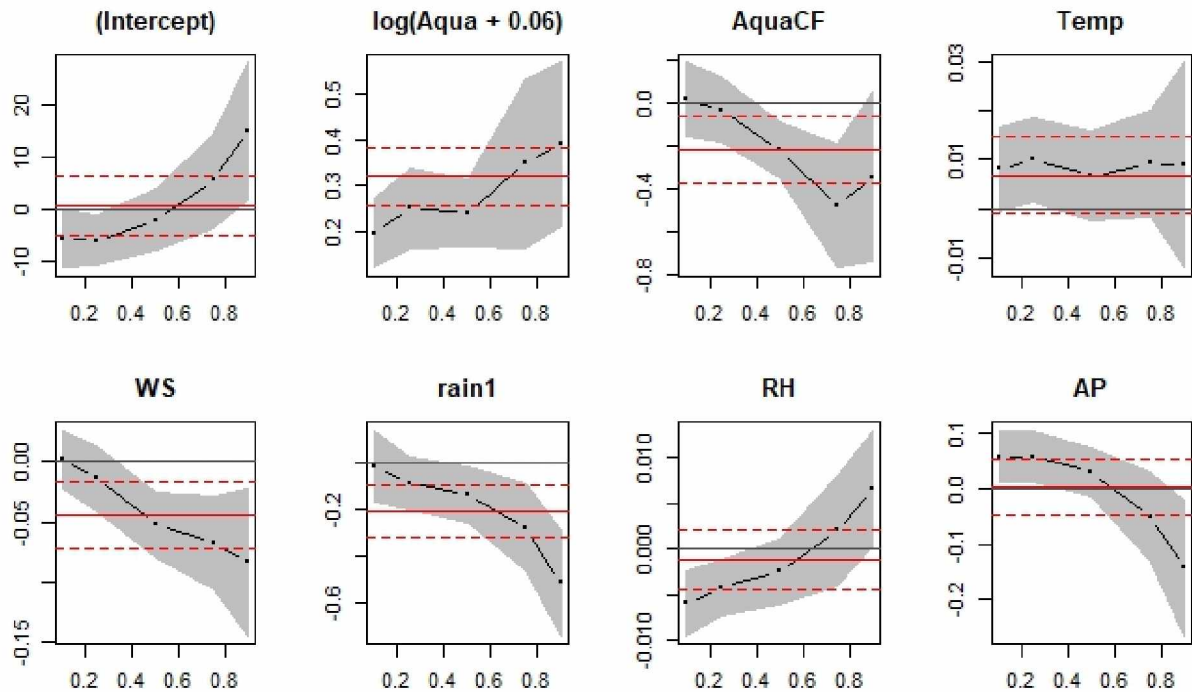 (Intercept) log(Aqua + 0.06) AquaCF Temp
-10 0 10 20
0.2 0.3 0.4 0.5
-0.8 -0.4 0.0
-0.01 0.01 0.03
0.2 0.4 0.6 0.8 0.2 0.4 0.6 0.8 0.2 0.4 0.6 0.8 0.2 0.4 0.6 0.8
WS rain1 RH AP
-0.15 -0.05 0.00
-0.6 -0.2
-0.010 0.000 0.010
-0.2 -0.1 0.0 0.1
0.2 0.4 0.6 0.8 0.2 0.4 0.6 0.8 0.2 0.4 0.6 0.8 0.2 0.4 0.6 0.8